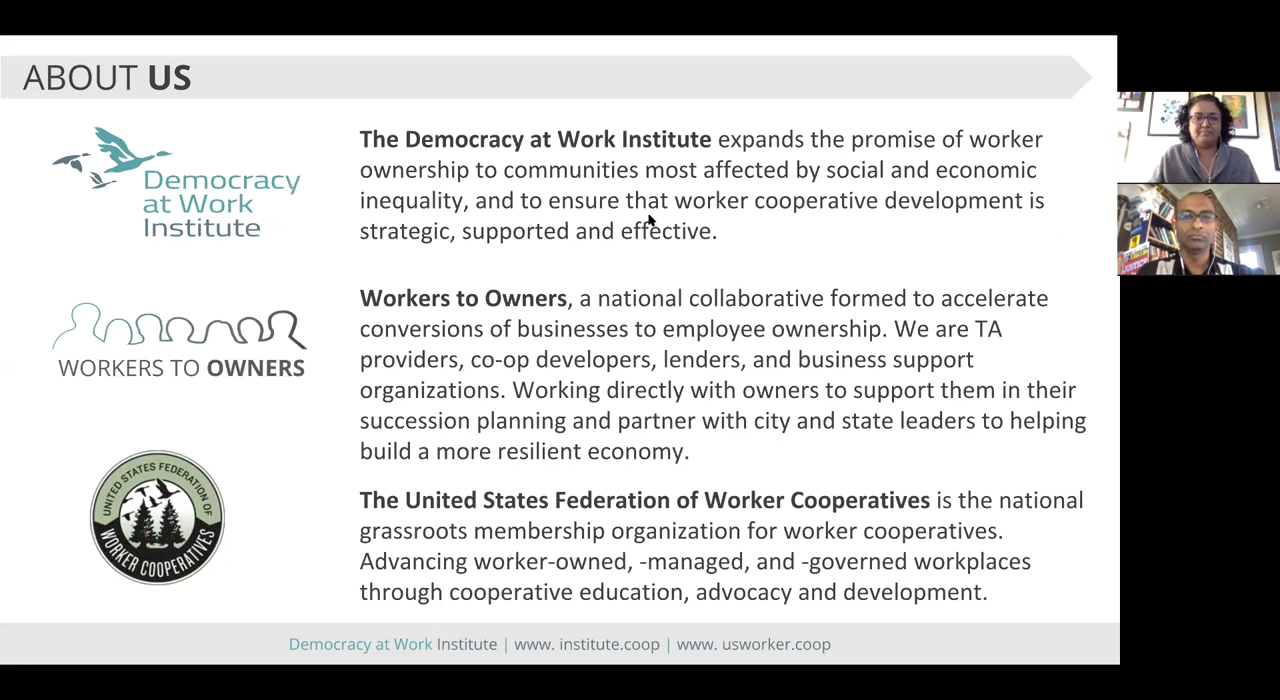 ABOUT US
Democracy
at Work
Institute
The Democracy at Work Institute expands the promise of worker
ownership to communities most affected by social and economic
inequality, and to ensure that worker cooperative development is
strategic, supported and effective.
WORKERS TO OWNERS
Workers to Owners, a national collaborative formed to accelerate
conversions of businesses to employee ownership. We are TA
providers, co-op developers, lenders, and business support
organizations. Working directly with owners to support them in their
succession planning and partner with city and state leaders to helping
build a more resilient economy.
UNITED STATES FEDERATION OF
WORKER COOPERATIVES
The United States Federation of Worker Cooperatives is the national
grassroots membership organization for worker cooperatives.
Advancing worker-owned, -managed, and -governed workplaces
through cooperative education, advocacy and development.
Democracy at Work Institute | www. institute.coop | www. usworker.coop